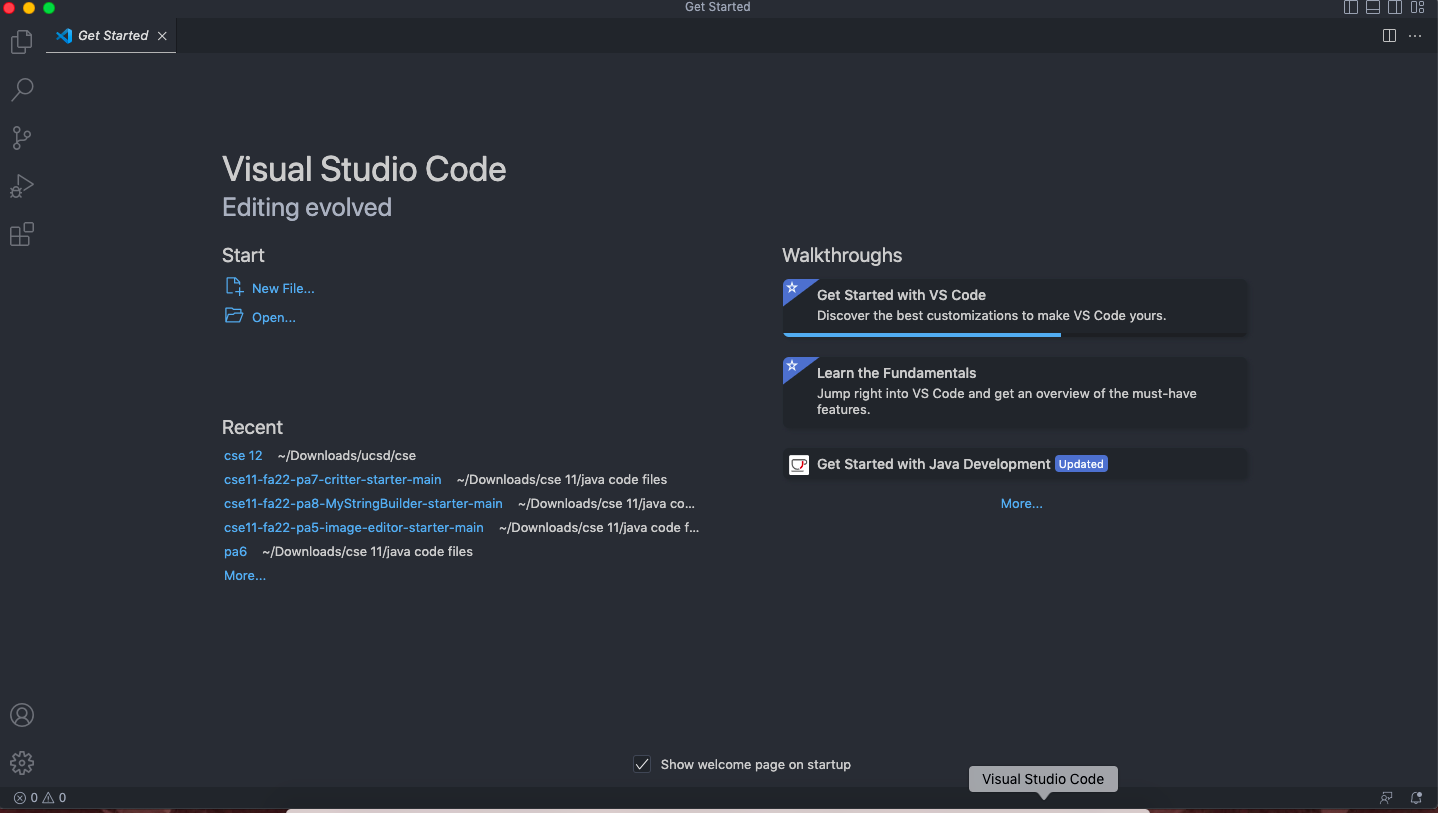 Get Started
Get Started
Visual Studio Code
Editing evolved
Start
New File...
Open...
Recent
cse 12 ~/Downloads/ucsd/cse
cse11-fa22-pa7-critter-starter-main ~/Downloads/cse 11/java code files
cse11-fa22-pa8-MyStringBuilder-starter-main ~/Downloads/cse 11/java co...
cse11-fa22-pa5-image-editor-starter-main ~/Downloads/cse 11/java code f...
pa6 ~/Downloads/cse 11/java code files
More...
Walkthroughs
Get Started with VS Code
Discover the best customizations to make VS Code yours.
Learn the Fundamentals
Jump right into VS Code and get an overview of the must-have
features.
Get Started with Java Development Updated
More...
Show welcome page on startup
Visual Studio Code
0 0